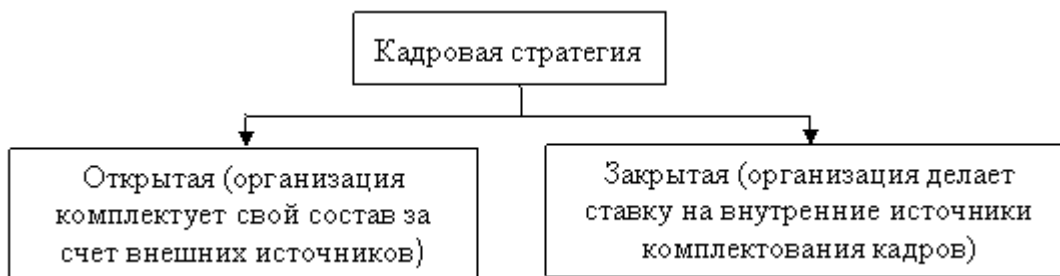 Кадровая стратегия
Открытая (организация
комплектует свой состав за
счет внешних источников)
Закрытая (организация делает
ставку на внутренние источники
комплектования кадров)